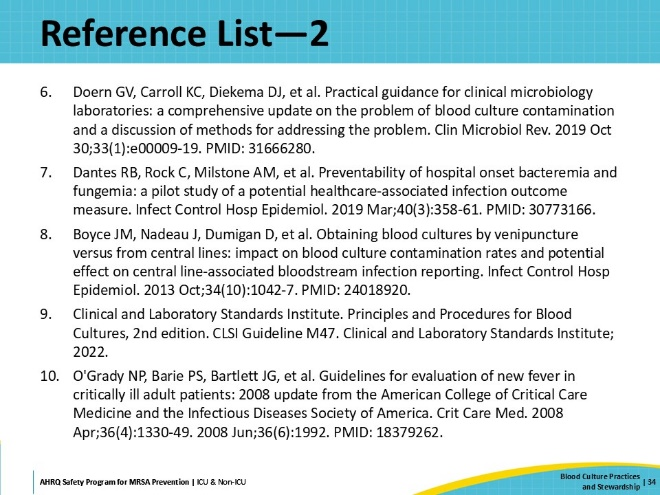 Reference List—2
6. Doern GV, Carroll KC, Diekema DJ, et al. Practical guidance for clinical microbiology
laboratories: a comprehensive update on the problem of blood culture contamination
and a discussion of methods for addressing the problem. Clin Microbiol Rev. 2019 Oct
30;33(1):e00009-19. PMID: 31666280.
7. Dantes RB, Rock C, Milstone AM, et al. Preventability of hospital onset bacteremia and
fungemia: a pilot study of a potential healthcare-associated infection outcome
measure. Infect Control Hosp Epidemiol. 2019 Mar;40(3):358-61. PMID: 30773166.
8. Boyce JM, Nadeau J, Dumigan D, et al. Obtaining blood cultures by venipuncture
versus from central lines: impact on blood culture contamination rates and potential
effect on central line-associated bloodstream infection reporting. Infect Control Hosp
Epidemiol. 2013 Oct;34(10):1042-7. PMID: 24018920.
9. Clinical and Laboratory Standards Institute. Principles and Procedures for Blood
Cultures, 2nd edition. CLSI Guideline M47. Clinical and Laboratory Standards Institute;
2022.
10. O'Grady NP, Barie PS, Bartlett JG, et al. Guidelines for evaluation of new fever in
critically ill adult patients: 2008 update from the American College of Critical Care
Medicine and the Infectious Diseases Society of America. Crit Care Med. 2008
Apr;36(4):1330-49. 2008 Jun;36(6):1992. PMID: 18379262.
AHRQ Safety Program for MRSA Prevention | ICU & Non-ICU
Blood Culture Practices
and Stewardship | 34